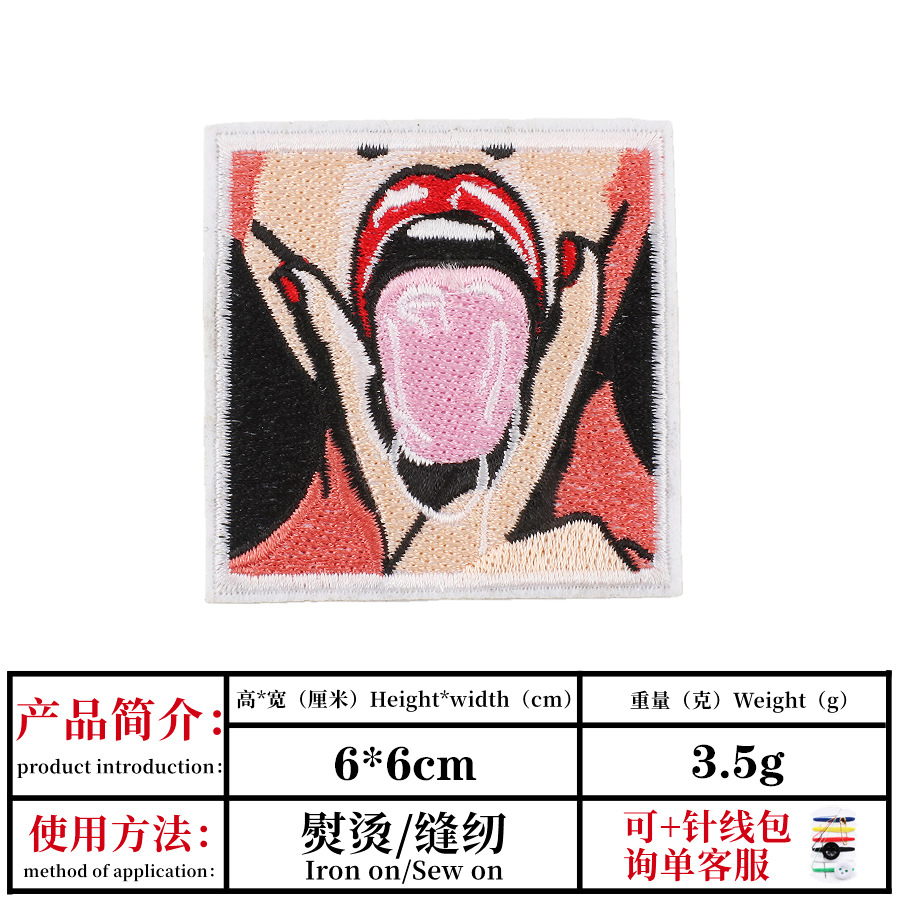 产品简介：
product introduction:
高*宽（厘米）Height*width（cm）
重量（克）Weight（g）
6*6cm
3.5g
使用方法：
method of application:
熨烫/缝纫
Iron on/Sew on
可+针线包
询单客服